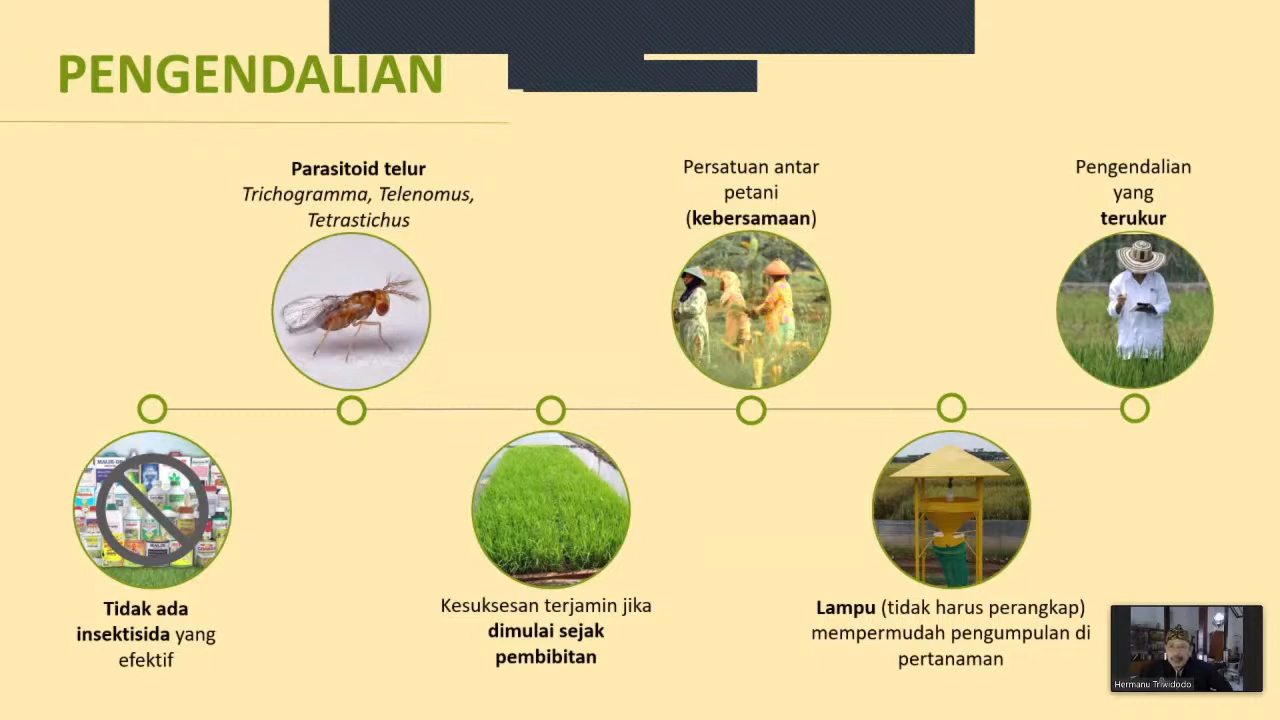 PENGENDALIAN
Parasitoid telur
Trichogramma, Telenomus,
Tetrastichus
Persatuan antar
petani
(kebersamaan)
Pengendalian
yang
terukur
Tidak ada
insektisida yang
efektif
Kesuksesan terjamin jika
dimulai sejak
pembibitan
Lampu (tidak harus perangkap)
mempermudah pengumpulan di
pertanaman
Hermanu Triwidodo